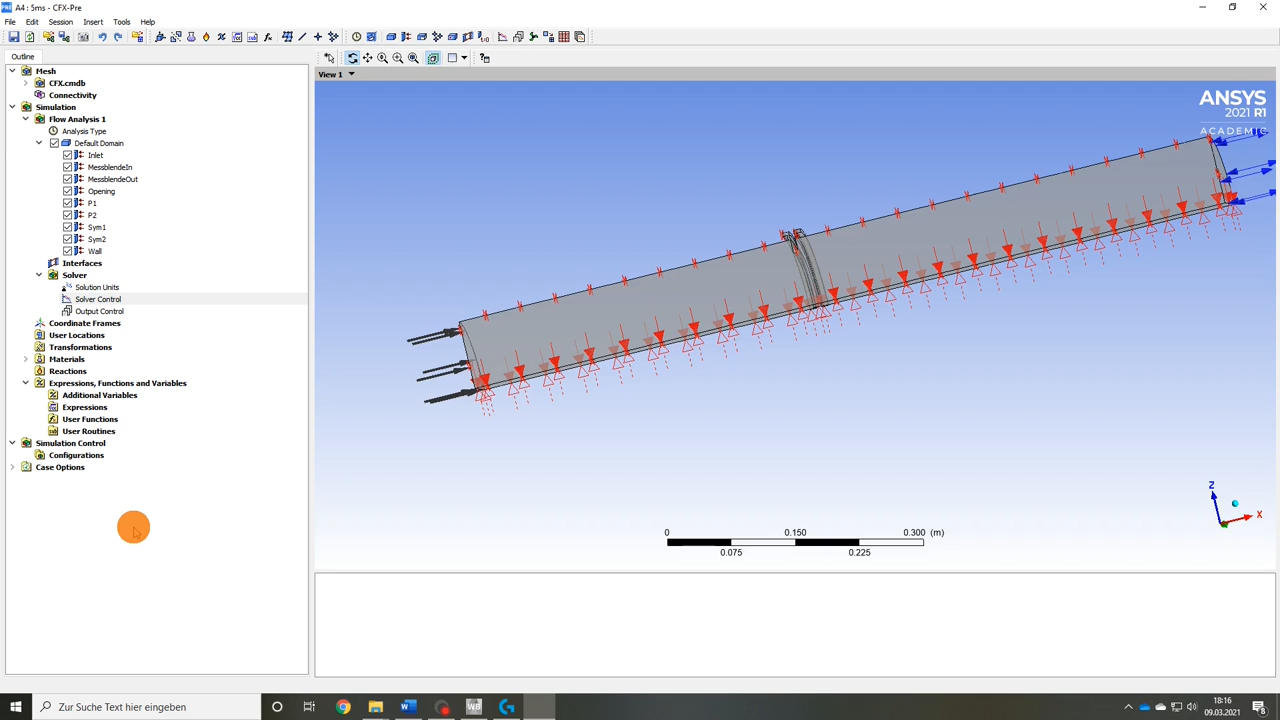 A4 : 5ms - CFX-Pre
File Edit Session Insert Tools Help
Outline
Mesh
CFX.cmdb
Connectivity
Simulation
Flow Analysis 1
Analysis Type
Default Domain
Inlet
MessblendeIn
MessblendeOut
Opening
P1
P2
Sym1
Sym2
Wall
Interfaces
Solver
Solution Units
Solver Control
Output Control
Coordinate Frames
User Locations
Transformations
Materials
Reactions
Expressions, Functions and Variables
Additional Variables
Expressions
User Functions
User Routines
Simulation Control
Configurations
Case Options
View 1
ANSYS
2021 R1
ACADEMIC
Z
X
0 0.150 0.300 (m)
0.075 0.225
Zur Suche Text hier eingeben
18:16
09.03.2021
8